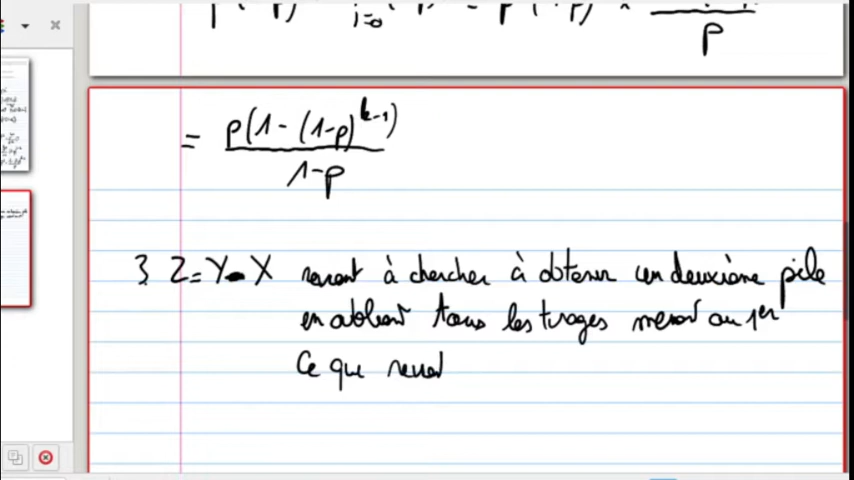 = p(1-(1-p)^{k-1})
1-p
3. Z = Y - X revient à chercher à obtenir un deuxième pile
en oubliant tous les tirages menant au 1er
Ce que revient